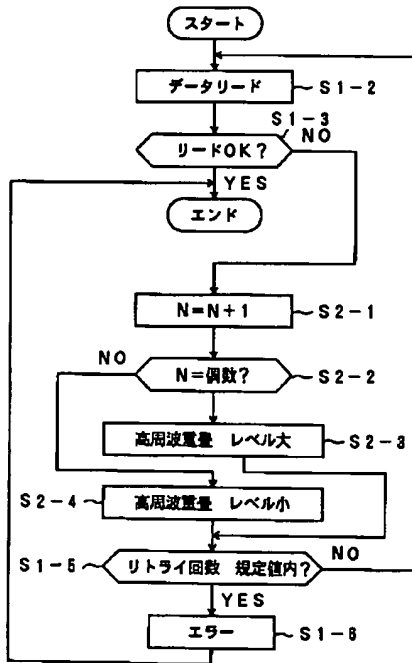 スタート
データリード
S1-2
S1-3
リードOK?
NO
YES
エンド
N=N+1
S2-1
NO
N=偶数?
S2-2
高周波重畳 レベル大
S2-3
S2-4
高周波重畳 レベル小
S1-5
リトライ回数 規定値内?
NO
YES
エラー
S1-6